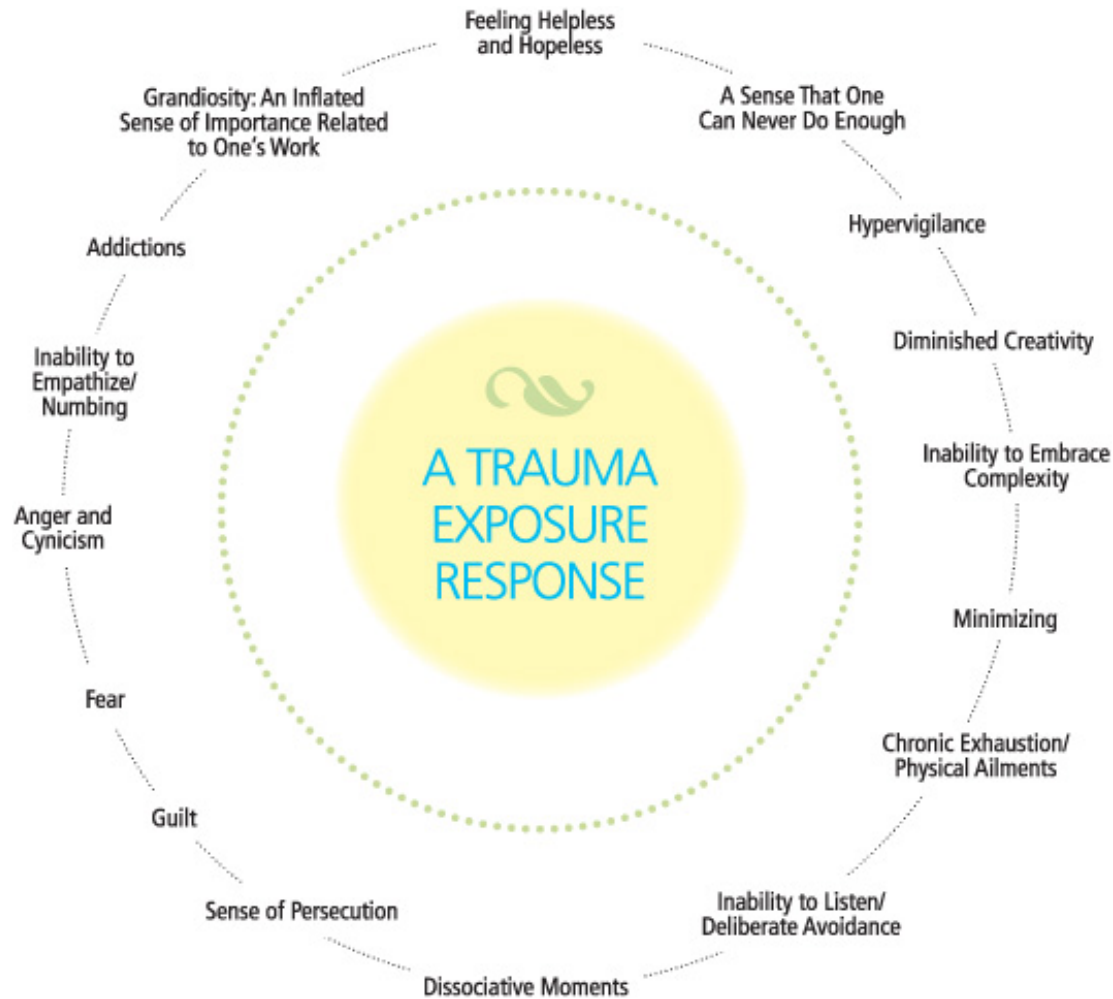 Feeling Helpless
and Hopeless
A Sense That One
Can Never Do Enough
Hypervigilance
Diminished Creativity
Inability to Embrace
Complexity
Minimizing
Chronic Exhaustion/
Physical Ailments
Inability to Listen/
Deliberate Avoidance
Dissociative Moments
Sense of Persecution
Guilt
Fear
Anger and
Cynicism
Inability to
Empathize/
Numbing
Addictions
Grandiosity: An Inflated
Sense of Importance Related
to One's Work
A TRAUMA
EXPOSURE
RESPONSE